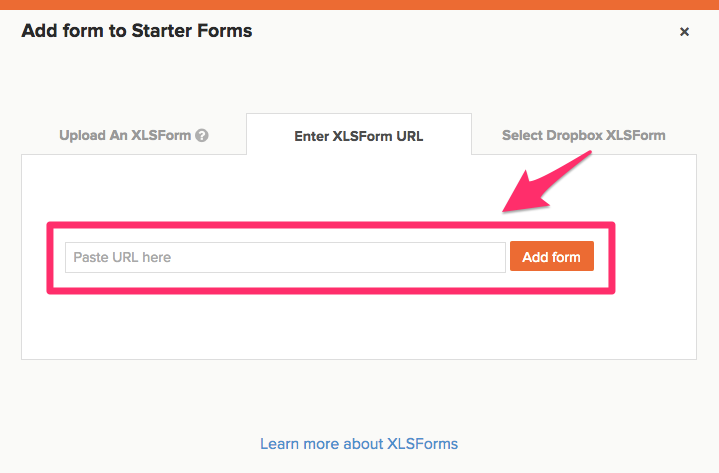 Add form to Starter Forms
×
Upload An XLSForm ?
Enter XLSForm URL
Select Dropbox XLSForm
Paste URL here
Add form
Learn more about XLSForms